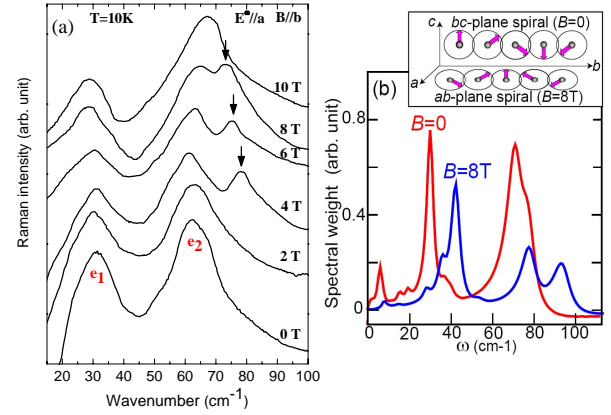 (a)
T=10K
E^ω//a
B//b
10 T
8 T
6 T
4 T
2 T
0 T
e1
e2
Raman intensity (arb. unit)
15 20 30 40 50 60 70 80 90 100
Wavenumber (cm-1)
c
bc-plane spiral (B=0)
b
a
ab-plane spiral (B=8T)
(b)
B=0
B=8T
Spectral weight (arb. unit)
0.8
0.4
0
0 20 40 60 80 100
ω (cm-1)